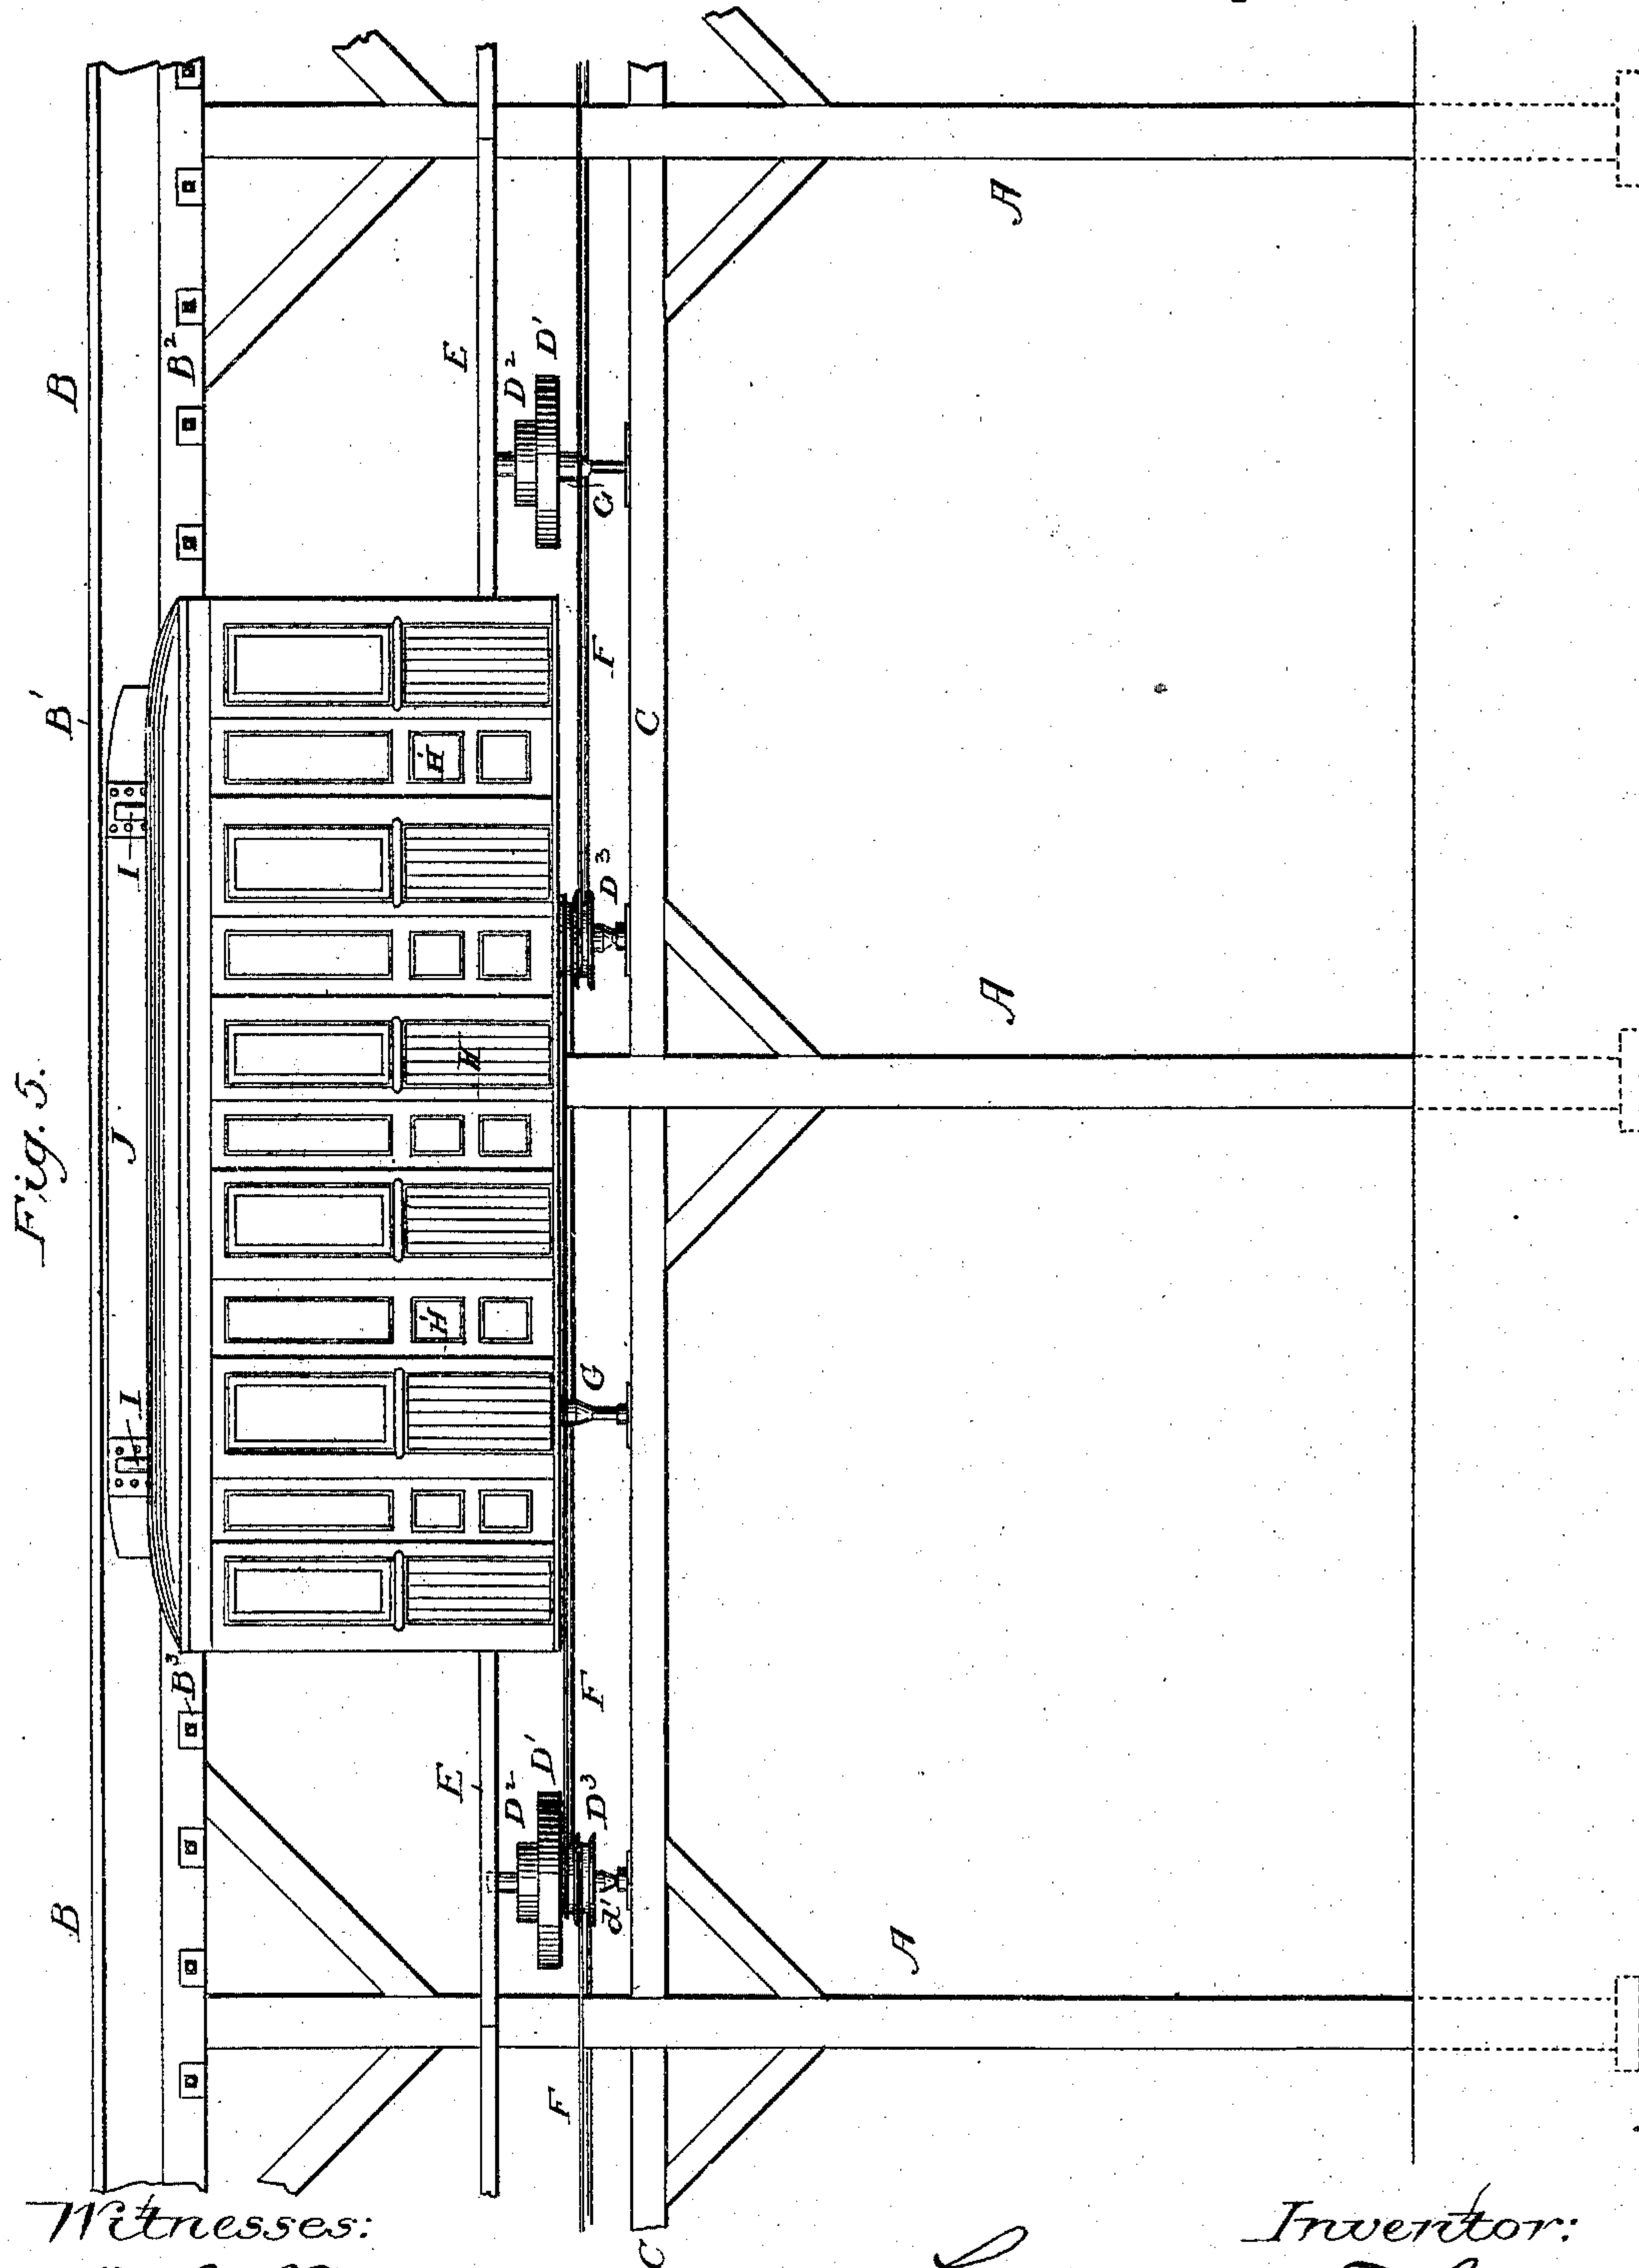 Fig. 5.
B B' B
J
I I
B³ B²
E E
H' H H'
D² D' D² D'
F F F
D³ G D³ G'
d'
C C
A A A
Witnesses:
Inventor: